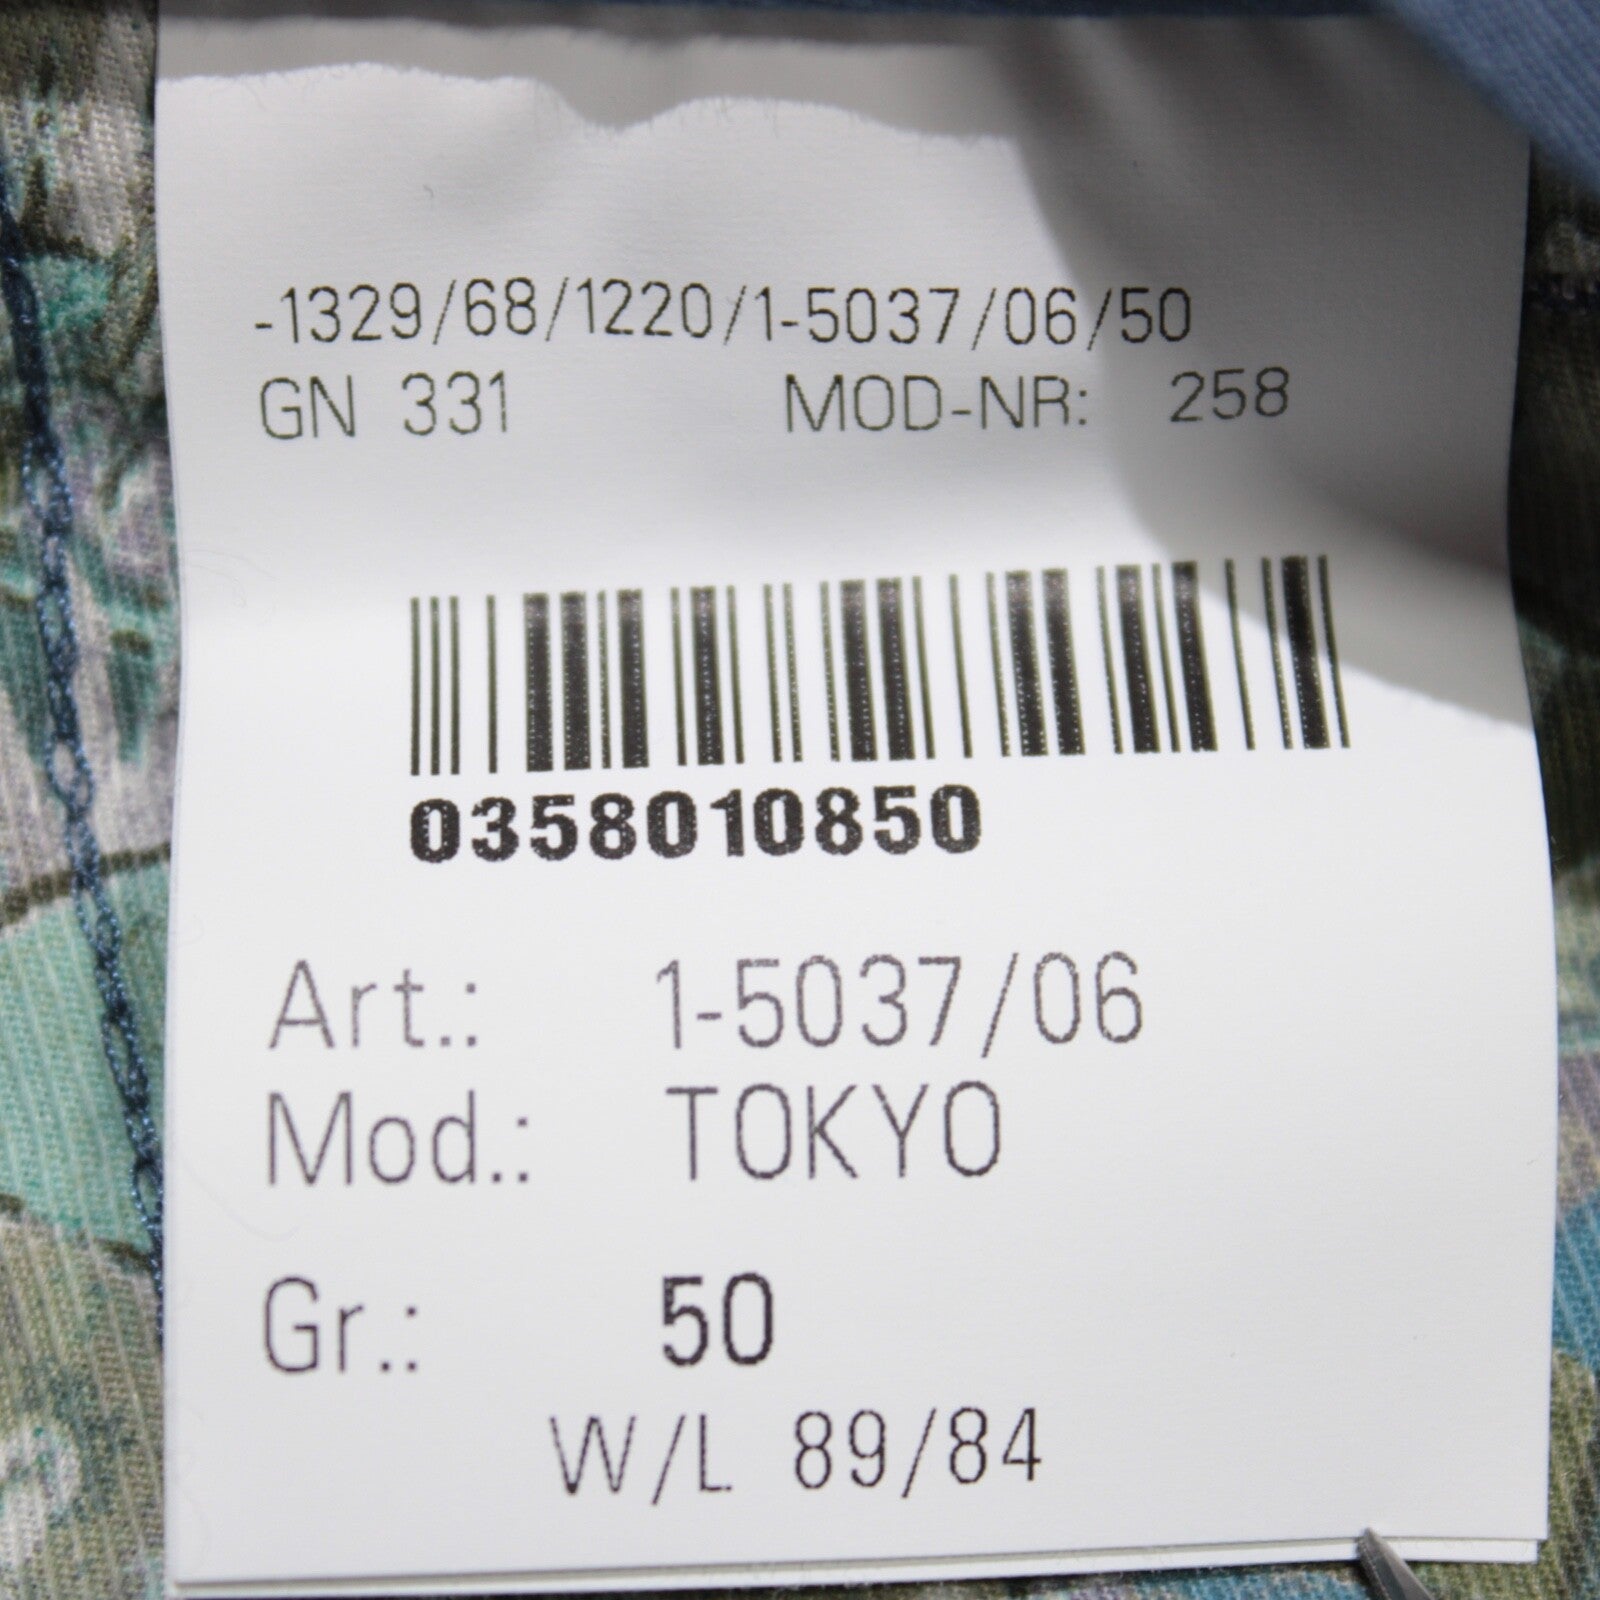 -1329/68/1220/1-5037/06/50
GN 331 MOD-NR: 258
0358010850
Art.: 1-5037/06
Mod.: TOKYO
Gr.: 50
W/L 89/84